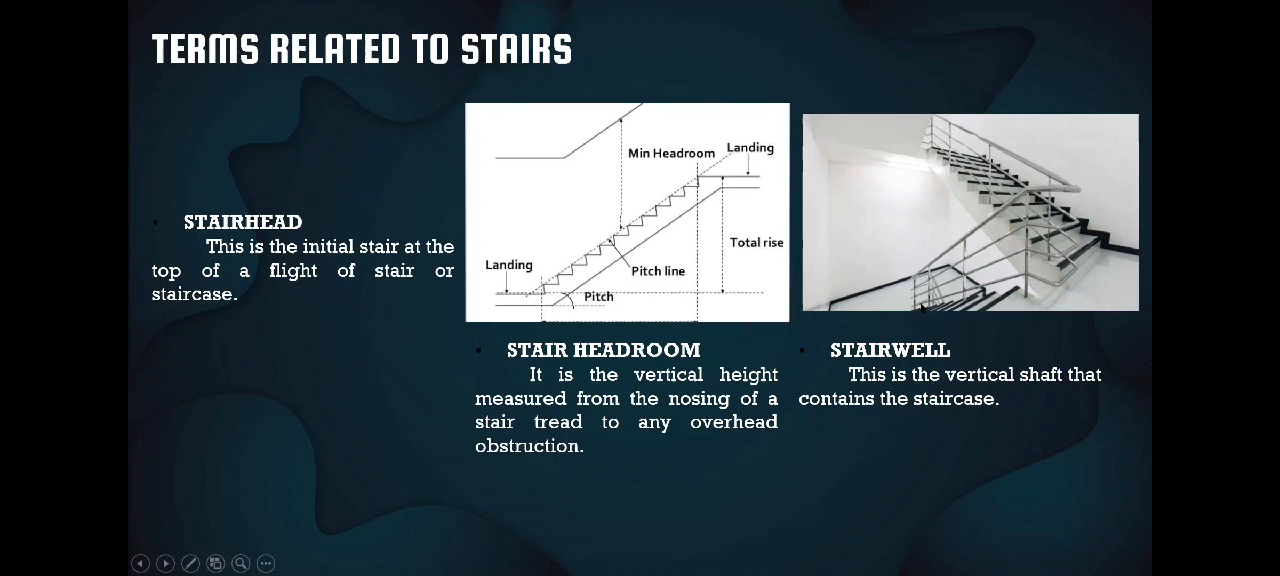 TERMS RELATED TO STAIRS
STAIRHEAD
This is the initial stair at the
top of a flight of stair or
staircase.
Min Headroom
Landing
Total rise
Landing
Pitch line
Pitch
STAIR HEADROOM
It is the vertical height
measured from the nosing of a
stair tread to any overhead
obstruction.
STAIRWELL
This is the vertical shaft that
contains the staircase.